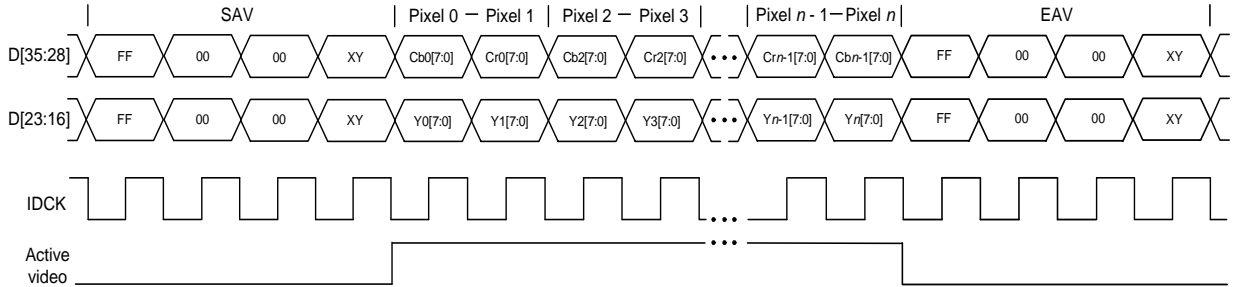 SAV Pixel 0 — Pixel 1 Pixel 2 — Pixel 3 Pixel n - 1—Pixel n EAV
D[35:28] FF 00 00 XY Cb0[7:0] Cr0[7:0] Cb2[7:0] Cr2[7:0] ••• Crn-1[7:0] Cbn-1[7:0] FF 00 00 XY
D[23:16] FF 00 00 XY Y0[7:0] Y1[7:0] Y2[7:0] Y3[7:0] ••• Yn-1[7:0] Yn[7:0] FF 00 00 XY
IDCK •••
Active •••
video